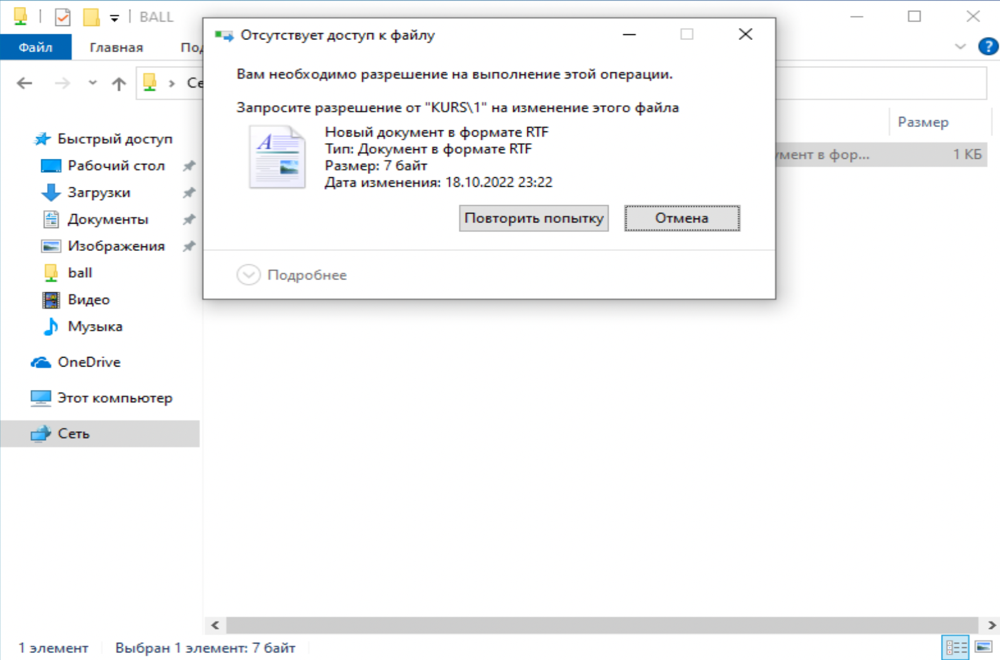 BALL
Отсутствует доступ к файлу
Файл
Главная
Вам необходимо разрешение на выполнение этой операции.
Запросите разрешение от "KURS\1" на изменение этого файла
Новый документ в формате RTF
Тип: Документ в формате RTF
Размер: 7 байт
Дата изменения: 18.10.2022 23:22
Повторить попытку
Отмена
Подробнее
Размер
в фор...
1 КБ
Быстрый доступ
Рабочий стол
Загрузки
Документы
Изображения
ball
Видео
Музыка
OneDrive
Этот компьютер
Сеть
1 элемент
Выбран 1 элемент: 7 байт